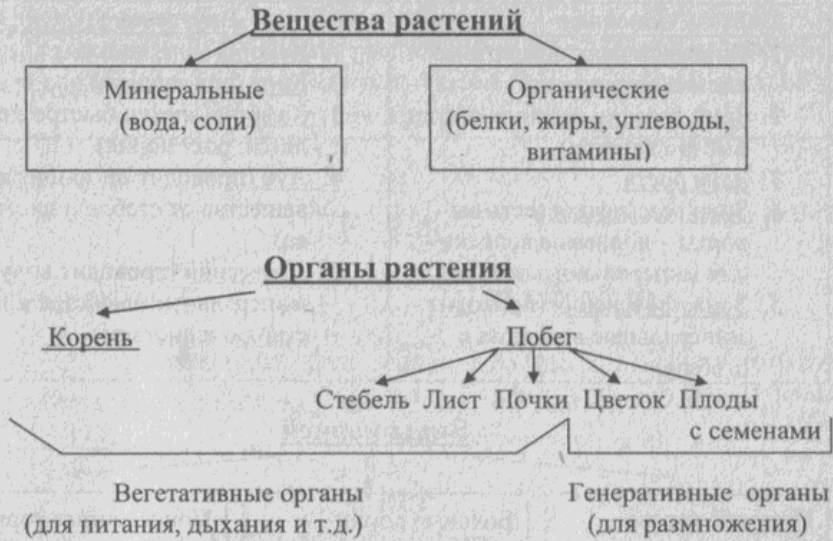 Вещества растений
Минеральные
(вода, соли)
Органические
(белки, жиры, углеводы,
витамины)
Органы растения
Корень
Побег
Стебель Лист Почки Цветок Плоды
с семенами
Вегетативные органы
(для питания, дыхания и т.д.)
Генеративные органы
(для размножения)